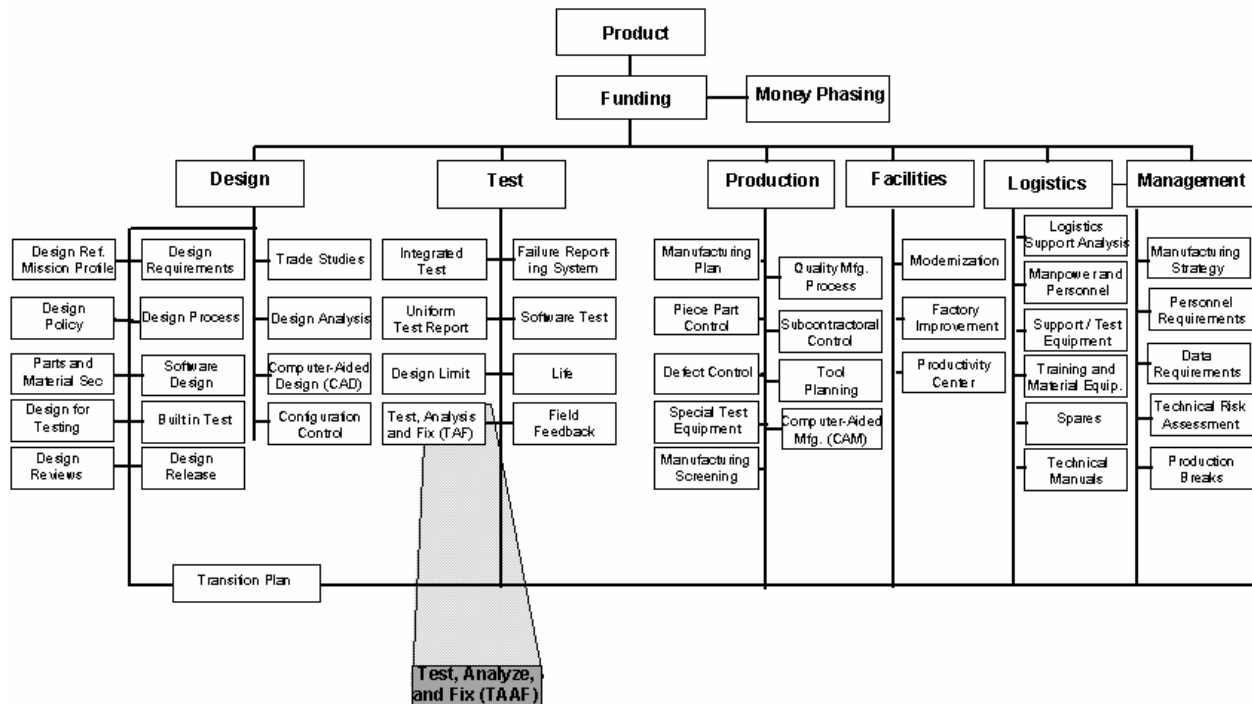 Product
Funding
Money Phasing
Design
Test
Production
Facilities
Logistics
Management
Design Ref.
Mission Profile
Design
Policy
Parts and
Material Sec
Design for
Testing
Design
Reviews
Design
Requirements
Design Process
Software
Design
Built in Test
Design
Release
Trade Studies
Design Analysis
Computer-Aided
Design (CAD)
Configuration
Control
Integrated
Test
Uniform
Test Report
Design Limit
Test, Analysis
and Fix (TAF)
Failure Report-
ing System
Software Test
Life
Field
Feedback
Manufacturing
Plan
Piece Part
Control
Defect Control
Special Test
Equipment
Manufacturing
Screening
Quality Mfg.
Process
Subcontractoral
Control
Tool
Planning
Computer-Aided
Mfg. (CAM)
Modernization
Factory
Improvement
Productivity
Center
Logistics
Support Analysis
Manpower and
Personnel
Support / Test
Equipment
Training and
Material Equip.
Spares
Technical
Manuals
Manufacturing
Strategy
Personnel
Requirements
Data
Requirements
Technical Risk
Assessment
Production
Breaks
Transition Plan
Test, Analyze,
and Fix (TAAF)